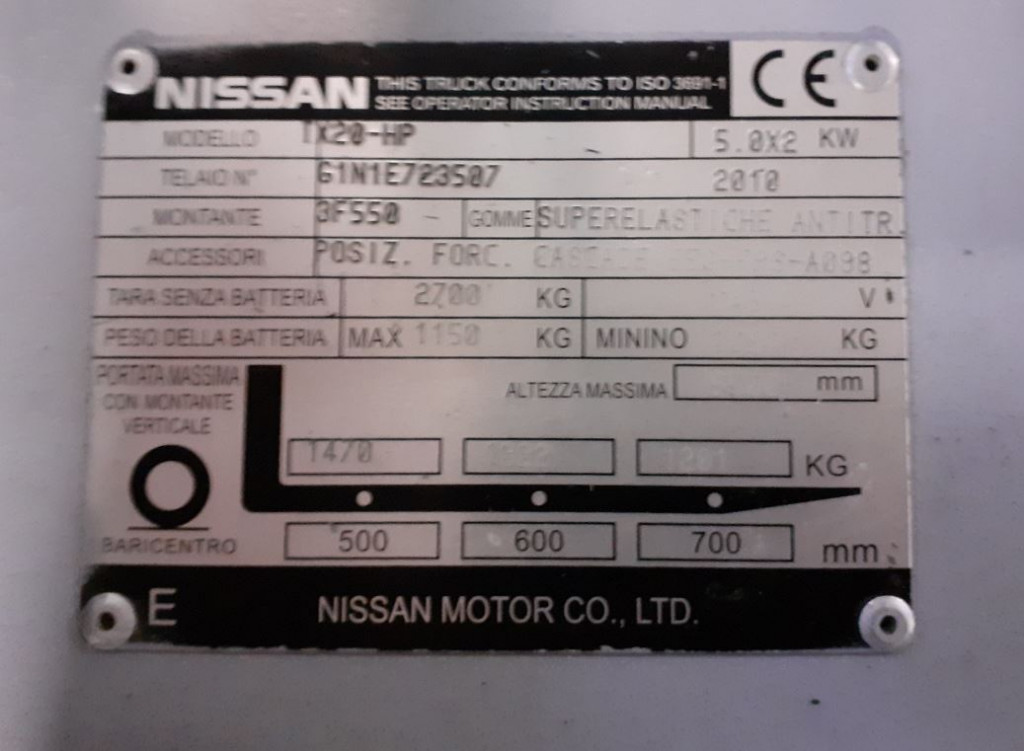 NISSAN THIS TRUCK CONFORMS TO ISO 3691-1 CE
SEE OPERATOR INSTRUCTION MANUAL
MODELLO TX20-HP 5.0X2 KW
TELAIO N° G1N1E723507 2010
MONTANTE 3F550 - GOMME SUPERELASTICHE ANTITR.
ACCESSORI POSIZ. FORC.
TARA SENZA BATTERIA 2700 KG V
PESO DELLA BATTERIA MAX 1150 KG MININO KG
PORTATA MASSIMA
CON MONTANTE
VERTICALE
ALTEZZA MASSIMA mm
1470 KG
BARICENTRO 500 600 700 mm
E NISSAN MOTOR CO., LTD.